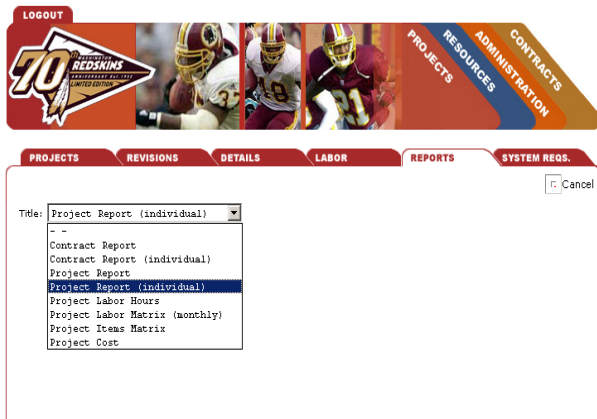 LOGOUT
70TH
WASHINGTON
REDSKINS
ANNIVERSARY Est. 1932
LIMITED EDITION
PROJECTS
RESOURCES
ADMINISTRATION
CONTRACTS
PROJECTS REVISIONS DETAILS LABOR REPORTS SYSTEM REQS.
Cancel
Title: Project Report (individual)
- -
Contract Report
Contract Report (individual)
Project Report
Project Report (individual)
Project Labor Hours
Project Labor Matrix (monthly)
Project Items Matrix
Project Cost